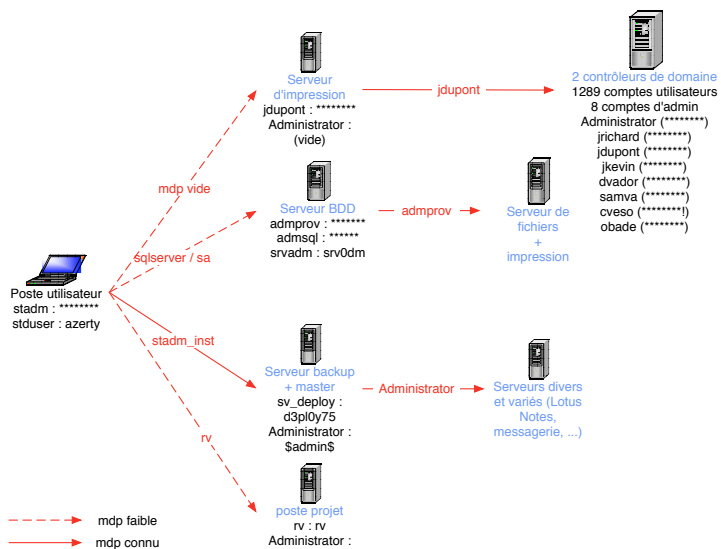 Serveur
d'impression
jdupont : ********
Administrator :
(vide)
jdupont
2 contrôleurs de domaine
1289 comptes utilisateurs
8 comptes d'admin
Administrator (********)
jrichard (********)
jdupont (********)
jkevin (********)
dvador (********)
samva (********)
cveso (********!)
obade (********)
mdp vide
Serveur BDD
admprov : *******
admsql : ******
srvadm : srv0dm
admprov
Serveur de
fichiers
+
impression
sqlserver / sa
Poste utilisateur
stadm : ********
stduser : azerty
stadm_inst
Serveur backup
+ master
sv_deploy :
d3pl0y75
Administrator :
$admin$
Administrator
Serveurs divers
et variés (Lotus
Notes,
messagerie, ...)
rv
poste projet
rv : rv
Administrator :
mdp faible
mdp connu